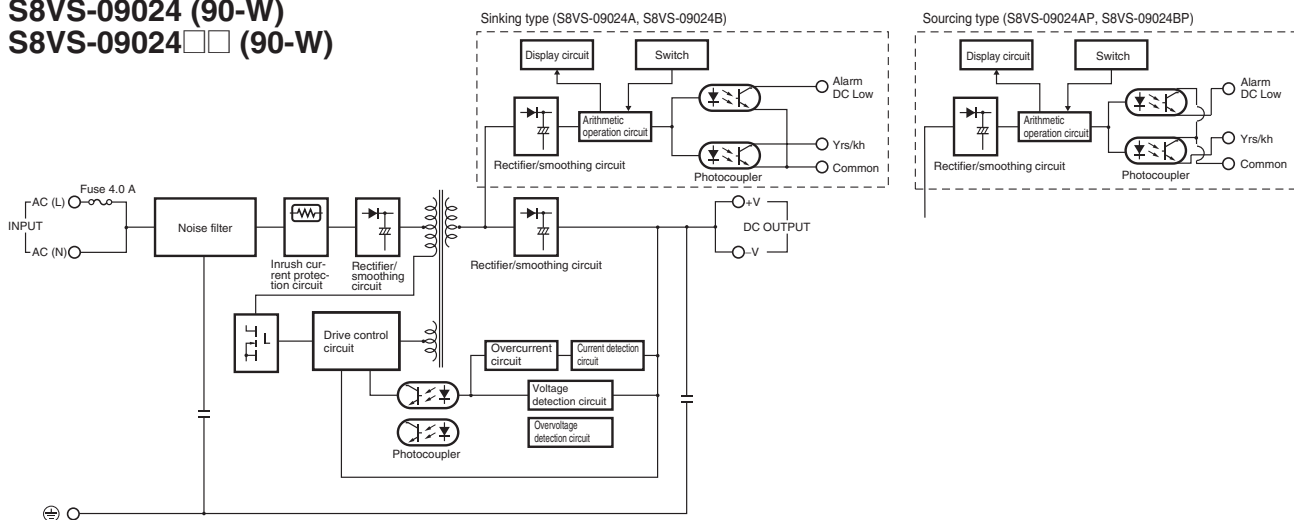 S8VS-09024 (90-W)
S8VS-09024□□ (90-W)
Sinking type (S8VS-09024A, S8VS-09024B)
Display circuit
Switch
Alarm
DC Low
Arithmetic
operation circuit
Rectifier/smoothing circuit
Yrs/kh
Common
Photocoupler
Sourcing type (S8VS-09024AP, S8VS-09024BP)
Display circuit
Switch
Alarm
DC Low
Arithmetic
operation circuit
Rectifier/smoothing circuit
Yrs/kh
Common
Photocoupler
Fuse 4.0 A
AC (L)
INPUT
AC (N)
Noise filter
Inrush cur-
rent protec-
tion circuit
Rectifier/
smoothing
circuit
Rectifier/smoothing circuit
+V
DC OUTPUT
–V
Drive control
circuit
Overcurrent
circuit
Current detection
circuit
Voltage
detection circuit
Overvoltage
detection circuit
Photocoupler